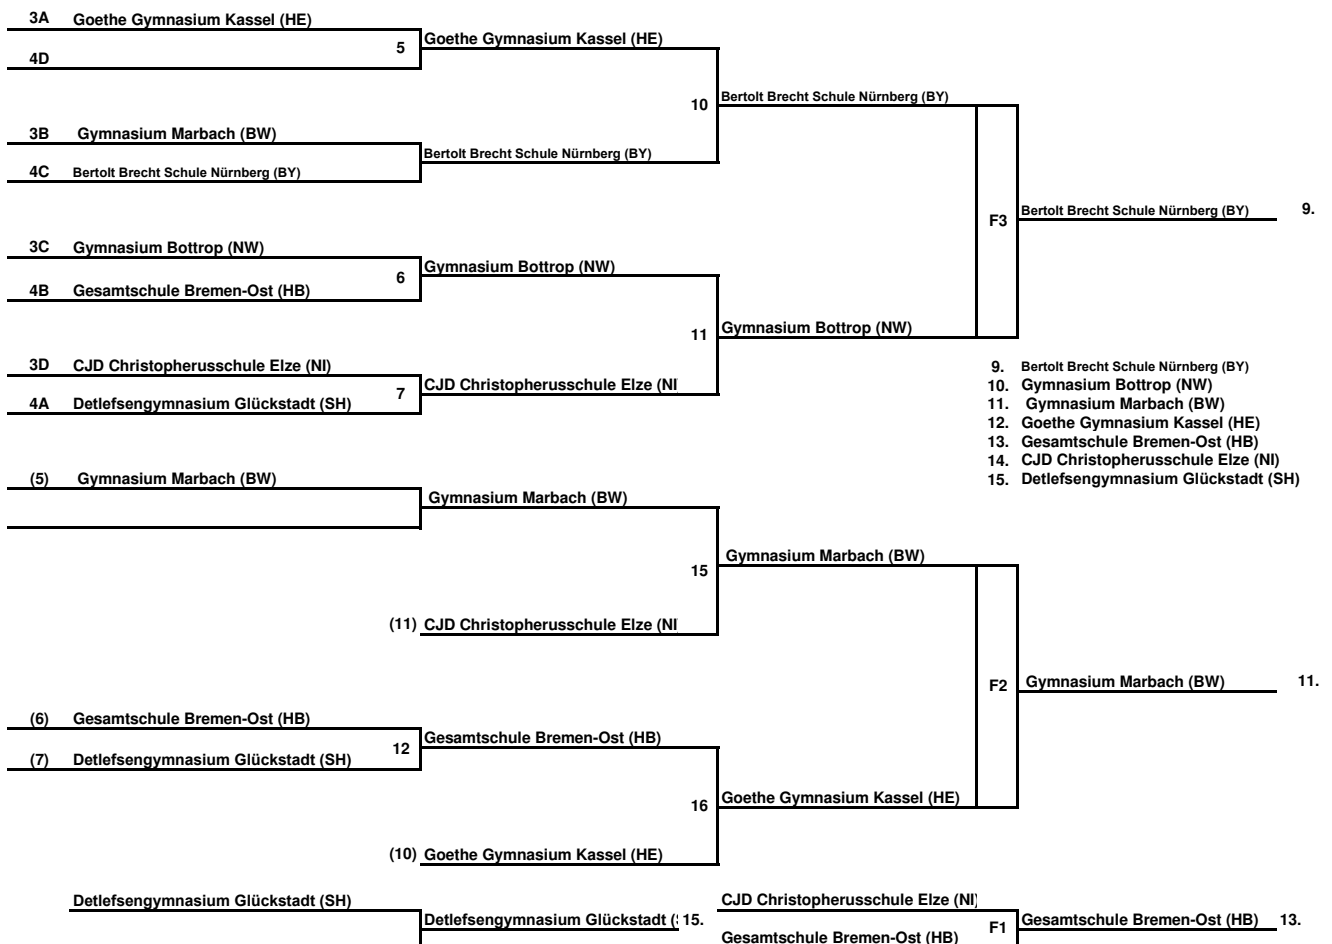 3A Goethe Gymnasium Kassel (HE)
5 Goethe Gymnasium Kassel (HE)
4D
10 Bertolt Brecht Schule Nürnberg (BY)
3B Gymnasium Marbach (BW)
Bertolt Brecht Schule Nürnberg (BY)
4C Bertolt Brecht Schule Nürnberg (BY)
F3 Bertolt Brecht Schule Nürnberg (BY) 9.
3C Gymnasium Bottrop (NW)
6 Gymnasium Bottrop (NW)
4B Gesamtschule Bremen-Ost (HB)
11 Gymnasium Bottrop (NW)
3D CJD Christopherusschule Elze (NI)
7 CJD Christopherusschule Elze (NI
4A Detlefsengymnasium Glückstadt (SH)
9. Bertolt Brecht Schule Nürnberg (BY)
10. Gymnasium Bottrop (NW)
11. Gymnasium Marbach (BW)
12. Goethe Gymnasium Kassel (HE)
13. Gesamtschule Bremen-Ost (HB)
14. CJD Christopherusschule Elze (NI)
15. Detlefsengymnasium Glückstadt (SH)
(5) Gymnasium Marbach (BW)
Gymnasium Marbach (BW)
15 Gymnasium Marbach (BW)
(11) CJD Christopherusschule Elze (NI
F2 Gymnasium Marbach (BW) 11.
(6) Gesamtschule Bremen-Ost (HB)
12 Gesamtschule Bremen-Ost (HB)
(7) Detlefsengymnasium Glückstadt (SH)
16 Goethe Gymnasium Kassel (HE)
(10) Goethe Gymnasium Kassel (HE)
Detlefsengymnasium Glückstadt (SH)
Detlefsengymnasium Glückstadt ( 15.
CJD Christopherusschule Elze (NI)
F1 Gesamtschule Bremen-Ost (HB) 13.
Gesamtschule Bremen-Ost (HB)